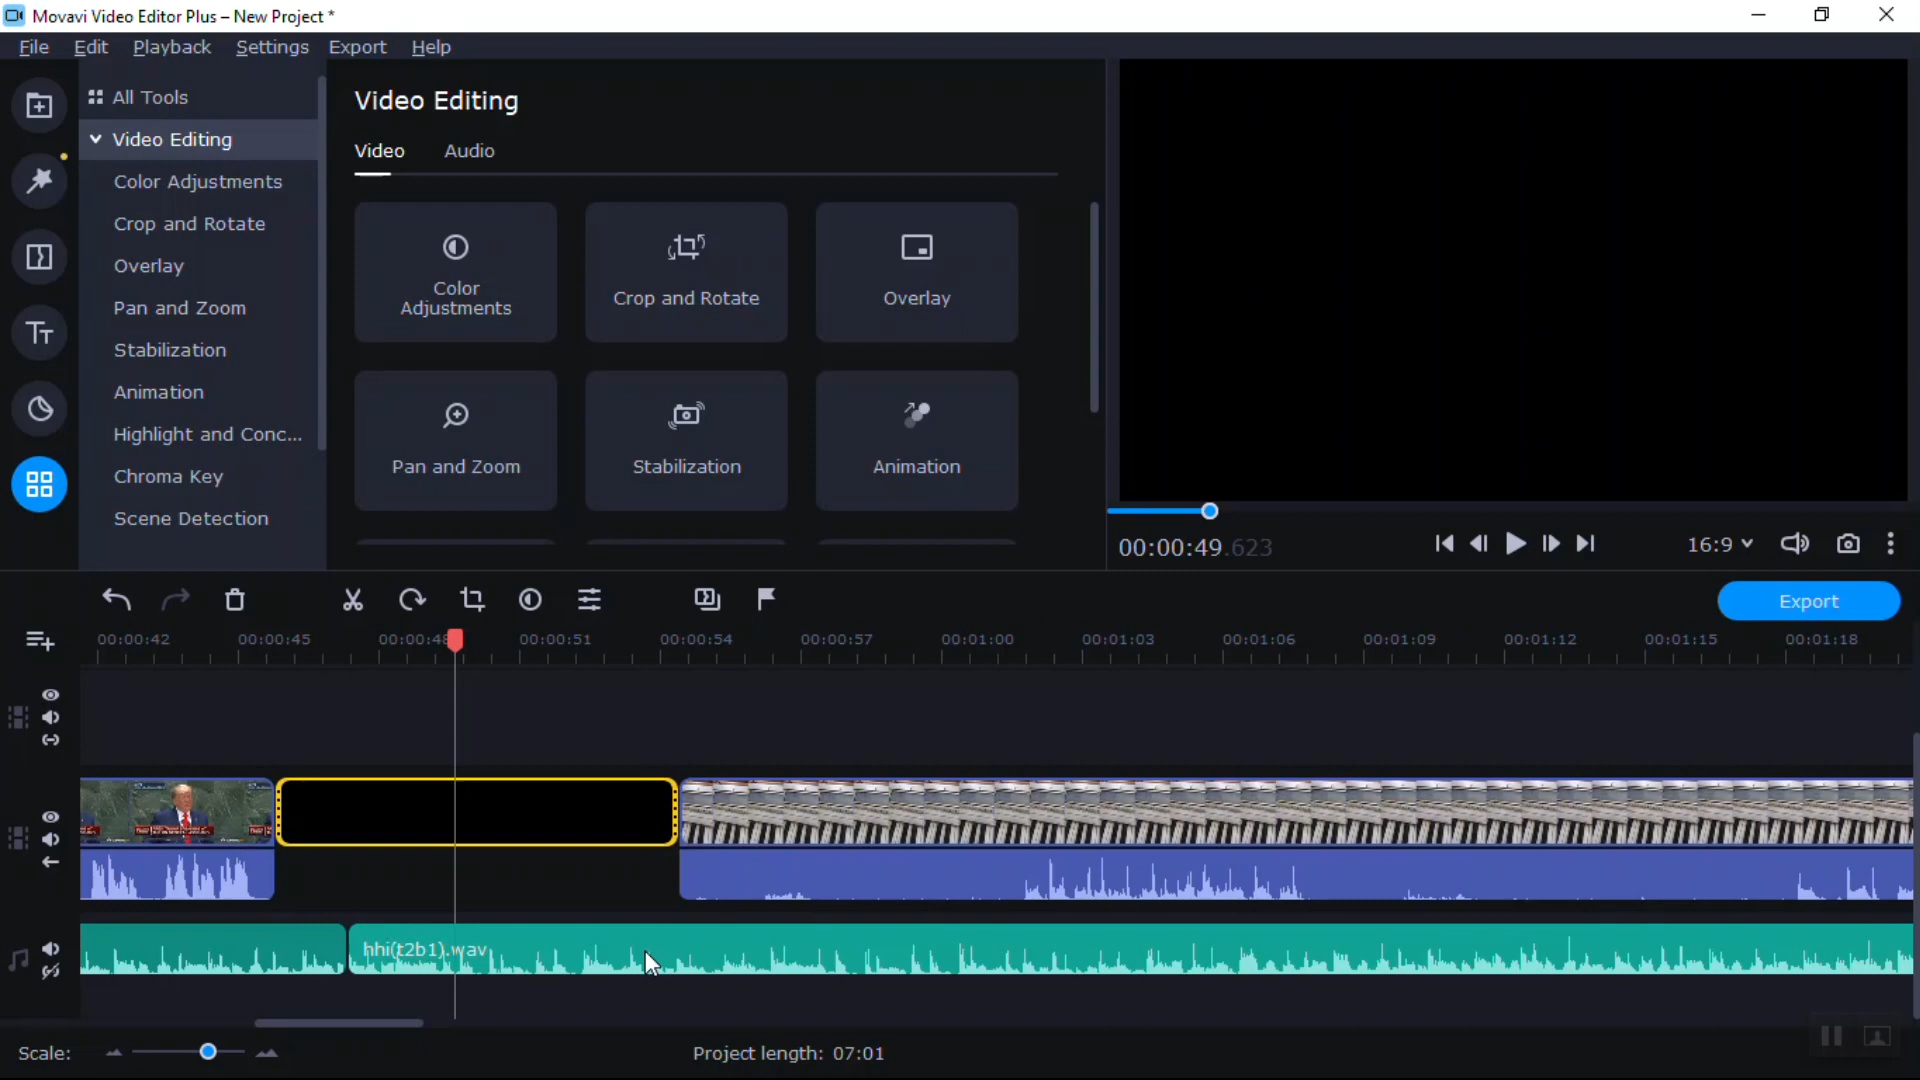 Movavi Video Editor Plus – New Project *
File Edit Playback Settings Export Help
All Tools
Video Editing
Color Adjustments
Crop and Rotate
Overlay
Pan and Zoom
Stabilization
Animation
Highlight and Conc...
Chroma Key
Scene Detection
Video Editing
Video Audio
Color
Adjustments
Crop and Rotate
Overlay
Pan and Zoom
Stabilization
Animation
00:00:49.623
16:9
Export
00:00:42 00:00:45 00:00:48 00:00:51 00:00:54 00:00:57 00:01:00 00:01:03 00:01:06 00:01:09 00:01:12 00:01:15 00:01:18
hhi(t2b1).wav
Scale:
Project length: 07:01